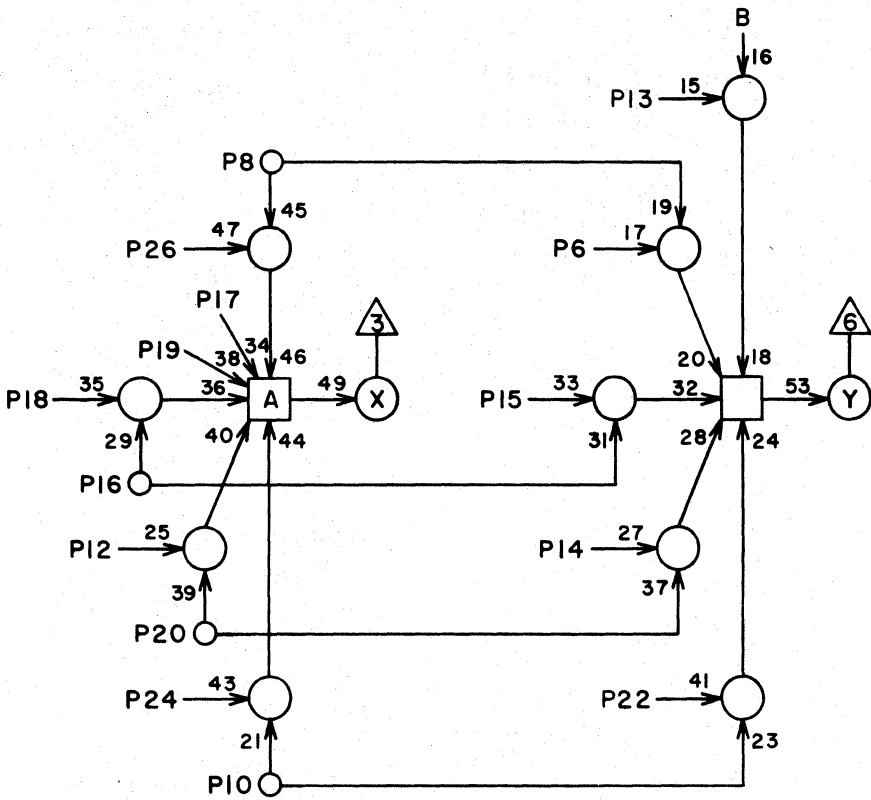 B
16
P13 15
P8
45 19
P26 47 P6 17
P17
3 6
P19 38 34 46 20 18
P18 35 36 A 49 X P15 33 32 53 Y
29 40 44 31 28 24
P16
P12 25 P14 27
39 37
P20
P24 43 P22 41
21 23
P10